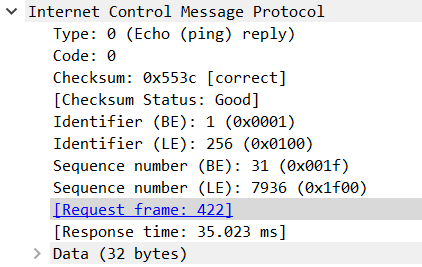 Internet Control Message Protocol
Type: 0 (Echo (ping) reply)
Code: 0
Checksum: 0x553c [correct]
[Checksum Status: Good]
Identifier (BE): 1 (0x0001)
Identifier (LE): 256 (0x0100)
Sequence number (BE): 31 (0x001f)
Sequence number (LE): 7936 (0x1f00)
[Request frame: 422]
[Response time: 35.023 ms]
Data (32 bytes)